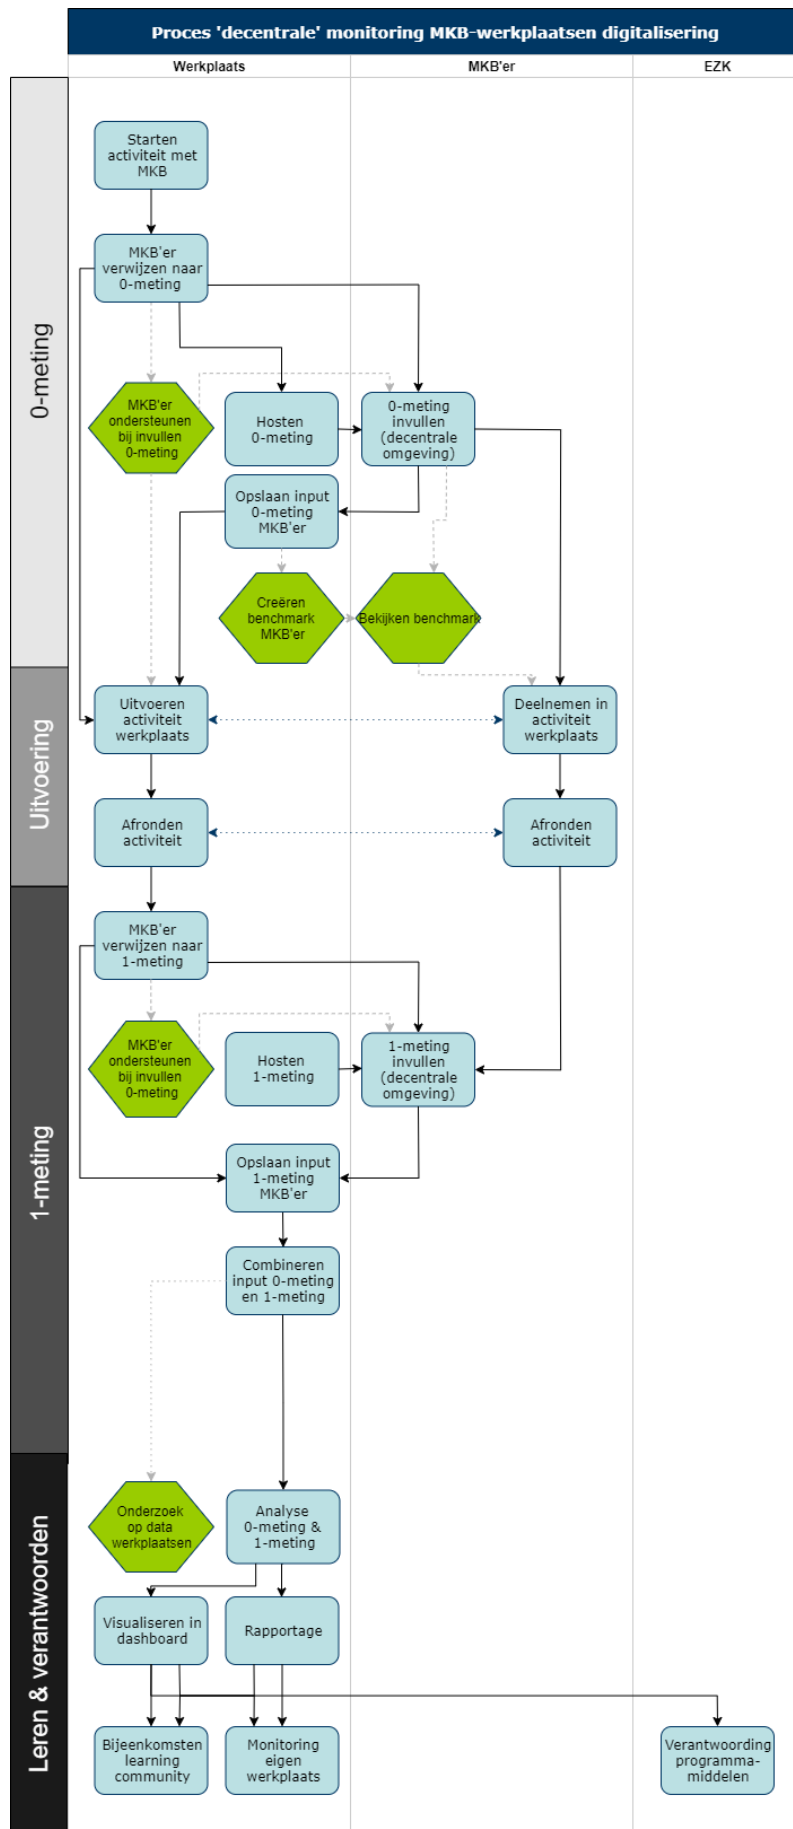 Proces 'decentrale' monitoring MKB-werkplaatsen digitalisering
Werkplaats
MKB'er
EZK
0-meting
Starten
activiteit met
MKB
MKB'er
verwijzen naar
0-meting
MKB'er
ondersteunen
bij invullen
0-meting
Hosten
0-meting
0-meting
invullen
(decentrale
omgeving)
Opslaan input
0-meting
MKB'er
Creëren
benchmark
MKB'er
Bekijken benchmark
Uitvoering
Uitvoeren
activiteit
werkplaats
Deelnemen in
activiteit
werkplaats
Afronden
activiteit
Afronden
activiteit
1-meting
MKB'er
verwijzen naar
1-meting
MKB'er
ondersteunen
bij invullen
0-meting
Hosten
1-meting
1-meting
invullen
(decentrale
omgeving)
Opslaan input
1-meting
MKB'er
Combineren
input 0-meting
en 1-meting
Leren & verantwoorden
Onderzoek
op data
werkplaatsen
Analyse
0-meting &
1-meting
Visualiseren in
dashboard
Rapportage
Bijeenkomsten
learning
community
Monitoring
eigen
werkplaats
Verantwoording
programma-
middelen